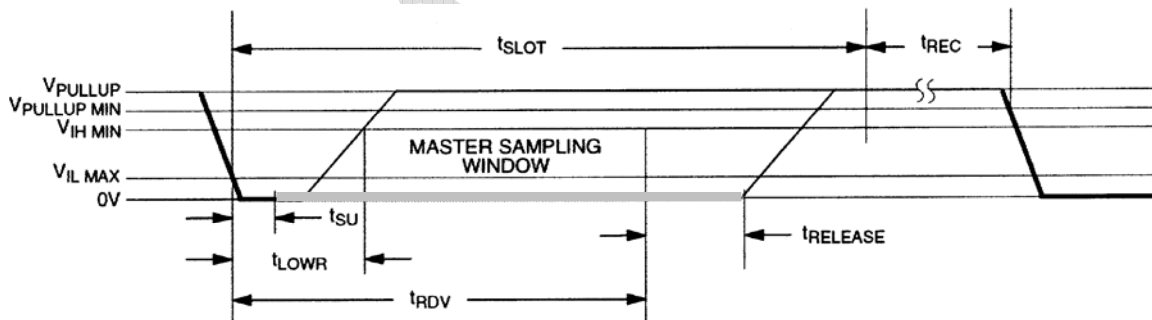 tSLOT
tREC
VPULLUP
VPULLUP MIN
VIH MIN
MASTER SAMPLING
WINDOW
VIL MAX
0V
tSU
tRELEASE
tLOWR
tRDV